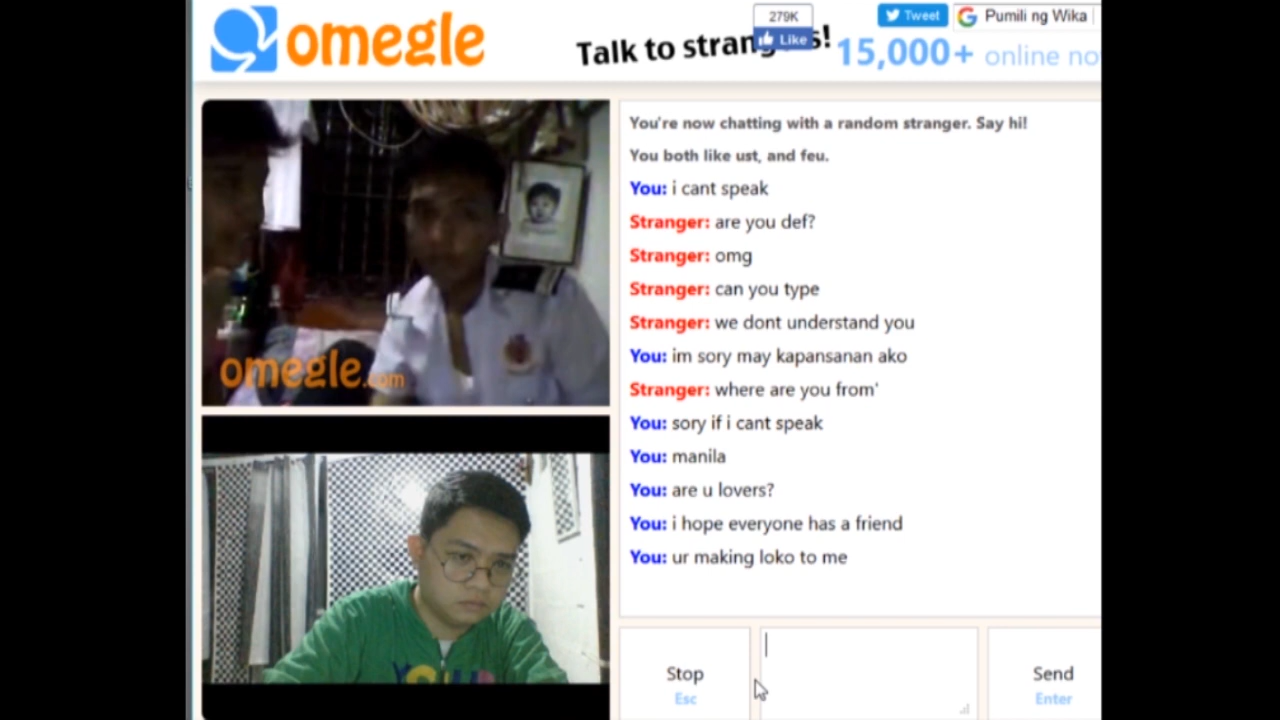 omegle
Talk to strangers!
279K
Like
Tweet
Pumili ng Wika
15,000+ online no
You're now chatting with a random stranger. Say hi!
You both like ust, and feu.
You: i cant speak
Stranger: are you def?
Stranger: omg
Stranger: can you type
Stranger: we dont understand you
You: im sory may kapansanan ako
Stranger: where are you from'
You: sory if i cant speak
You: manila
You: are u lovers?
You: i hope everyone has a friend
You: ur making loko to me
omegle.com
Stop
Esc
Send
Enter